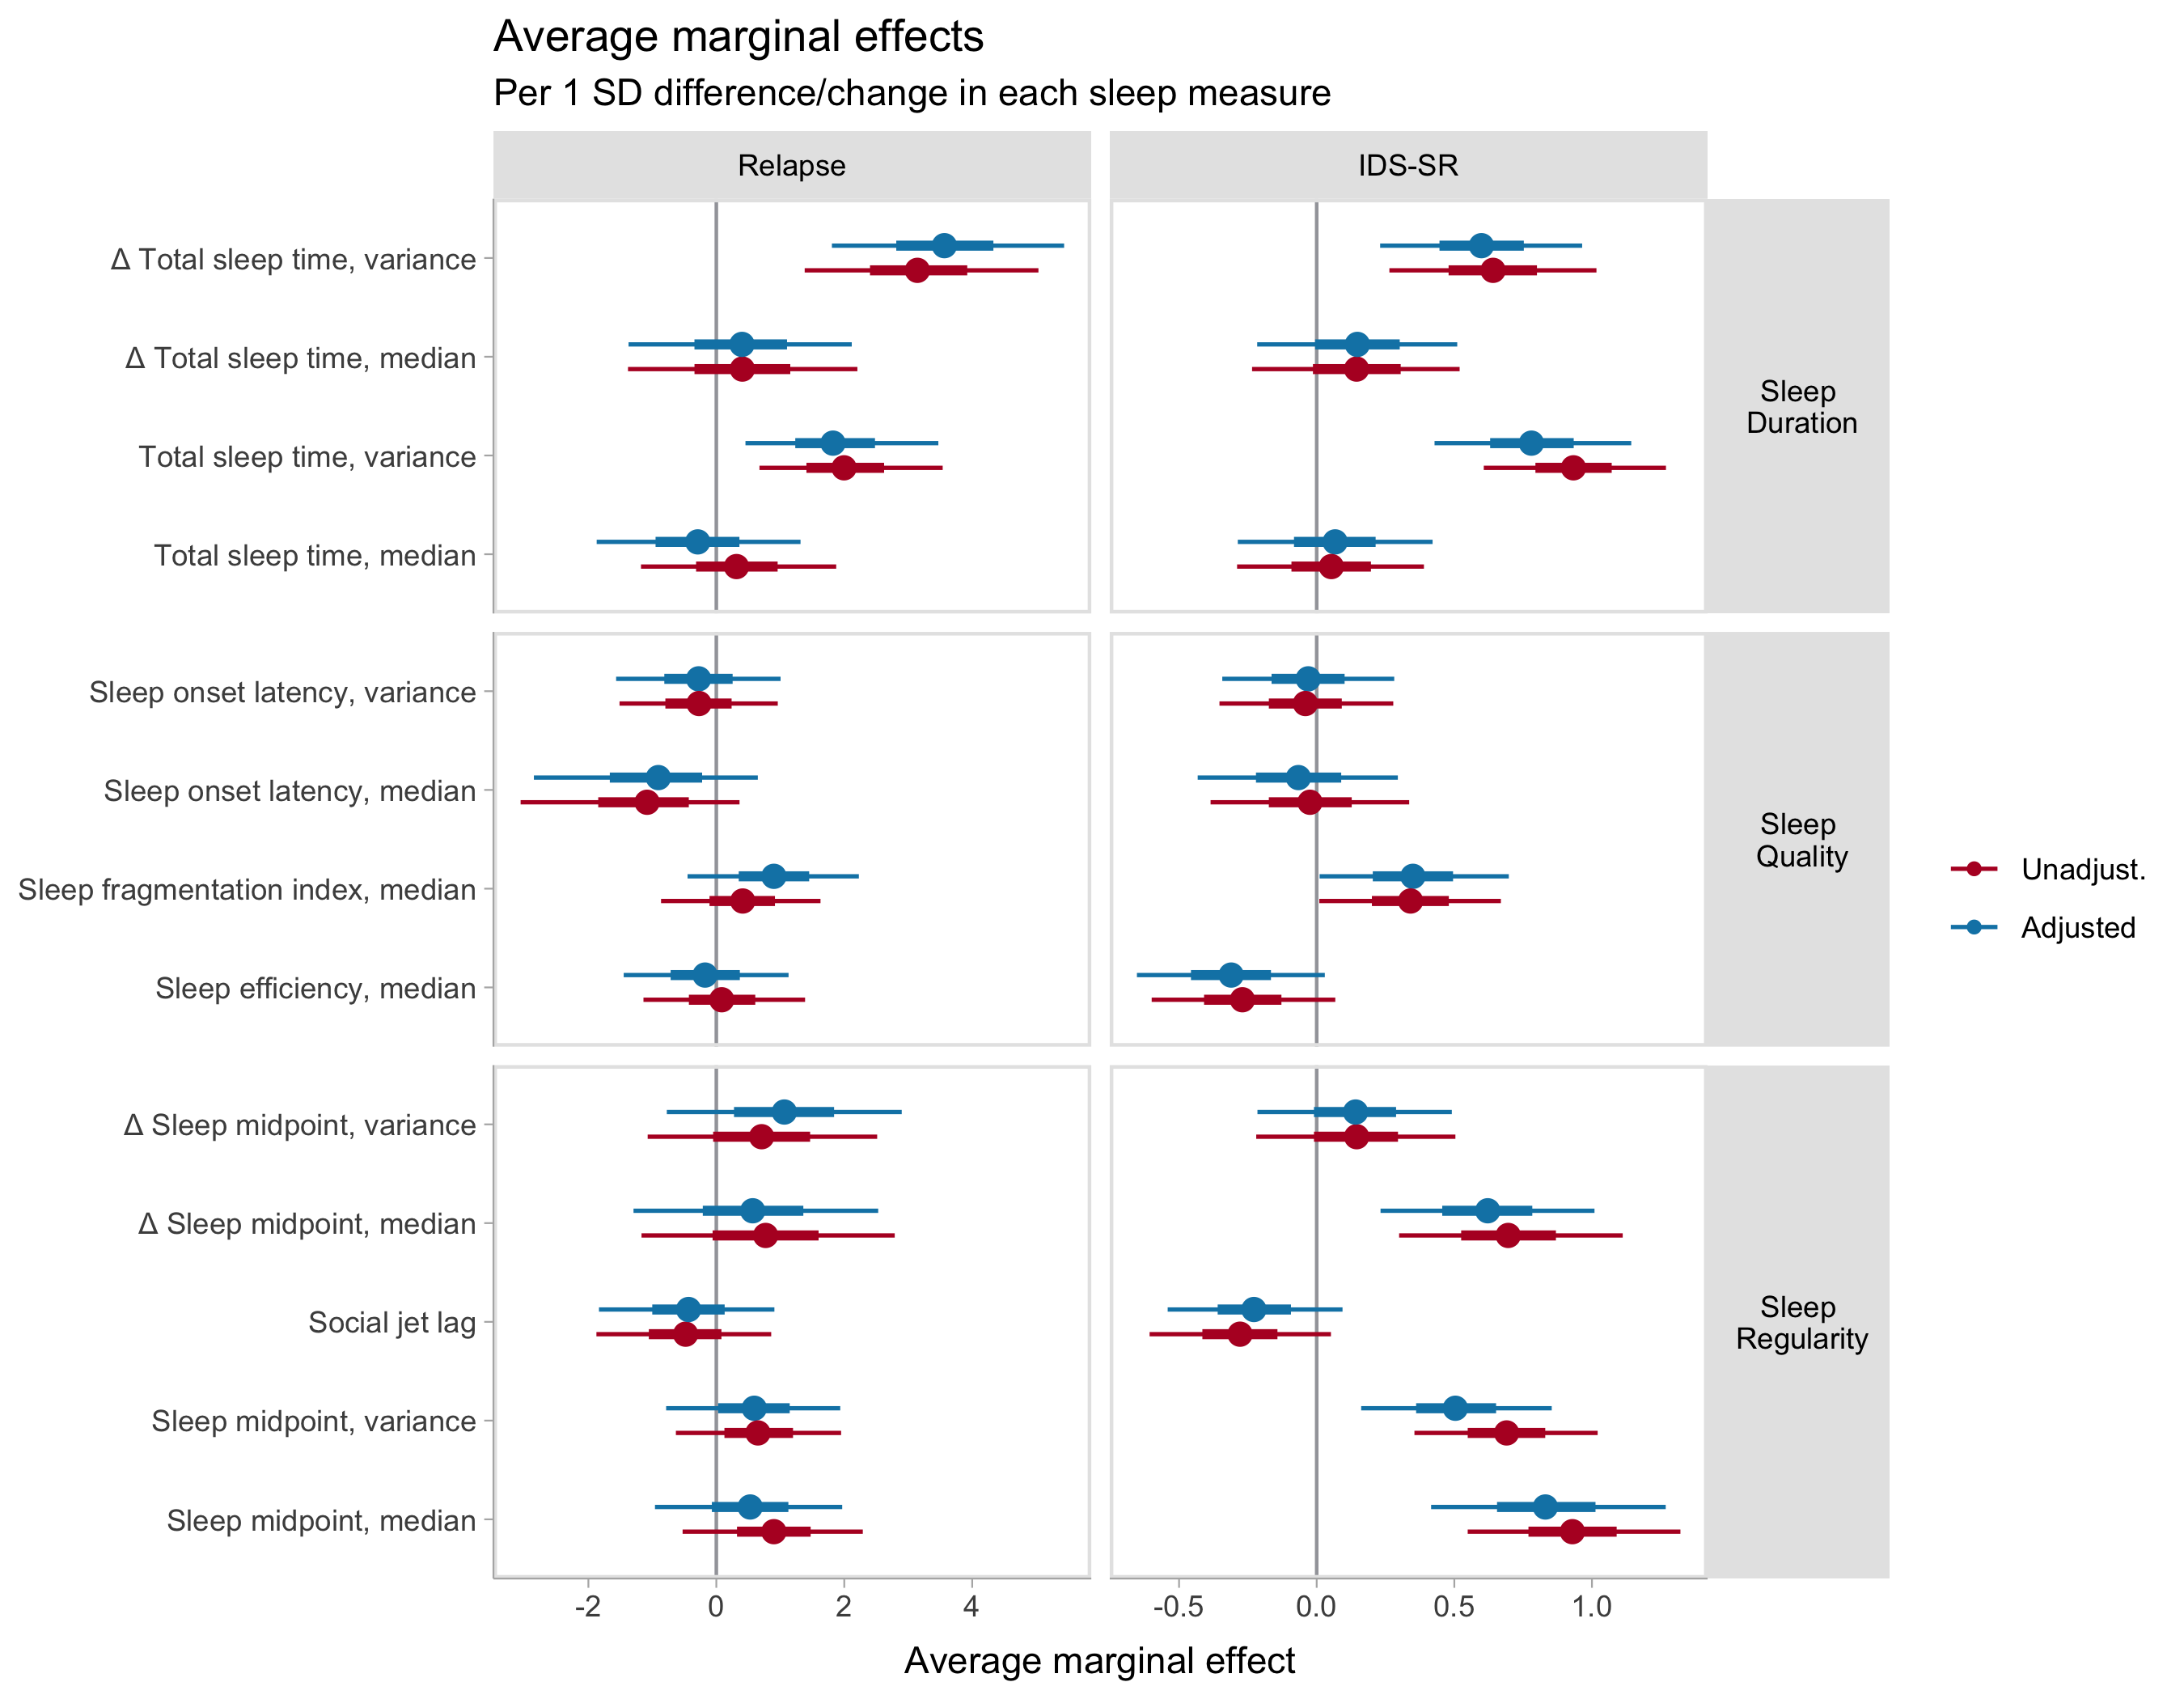 Average marginal effects
Per 1 SD difference/change in each sleep measure
Relapse
IDS-SR
Δ Total sleep time, variance
Δ Total sleep time, median
Total sleep time, variance
Total sleep time, median
Sleep
Duration
Sleep onset latency, variance
Sleep onset latency, median
Sleep fragmentation index, median
Sleep efficiency, median
Sleep
Quality
Δ Sleep midpoint, variance
Δ Sleep midpoint, median
Social jet lag
Sleep midpoint, variance
Sleep midpoint, median
Sleep
Regularity
-2 0 2 4
-0.5 0.0 0.5 1.0
Average marginal effect
Unadjust.
Adjusted